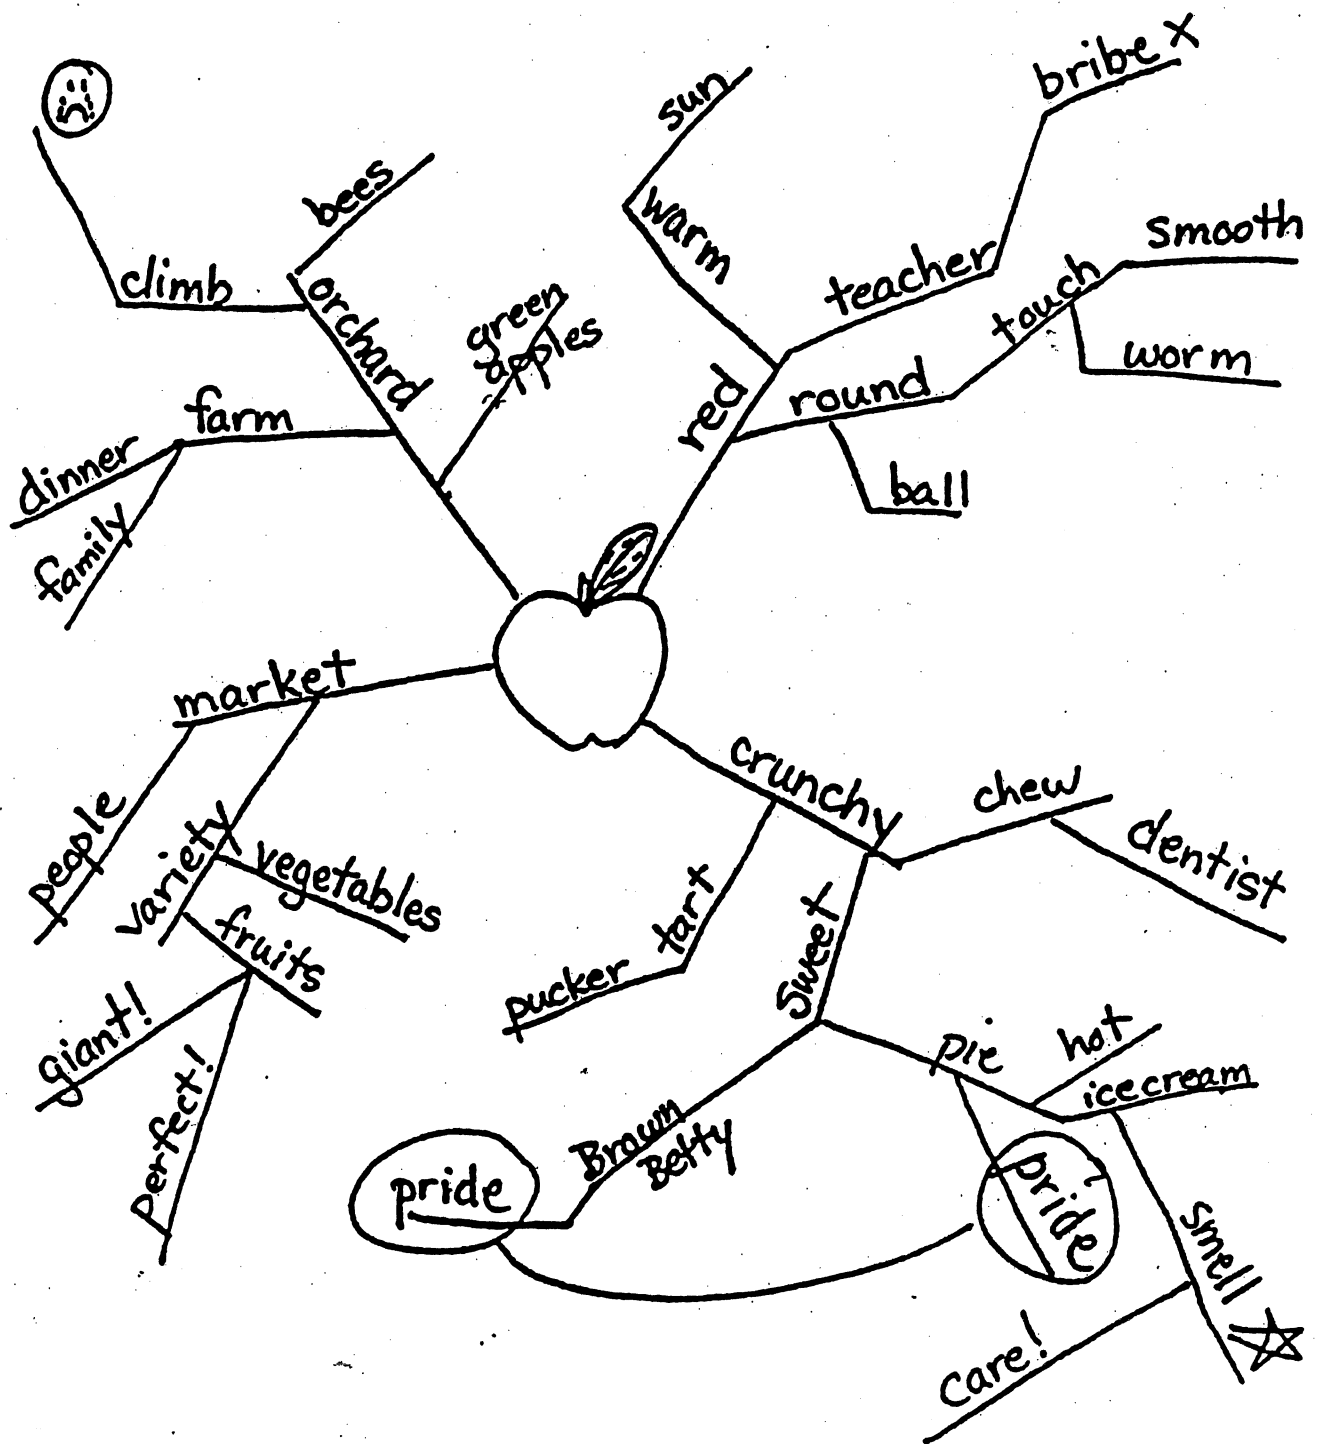 bribe x
sun
bees
warm
smooth
climb
orchard
teacher
touch
green
apples
worm
round
red
farm
dinner
ball
family
market
crunchy
chew
people
variety
vegetables
dentist
tart
sweet
fruits
pucker
giant!
pie
hot
ice cream
perfect!
Brown
Betty
pride
pride
smell
care!